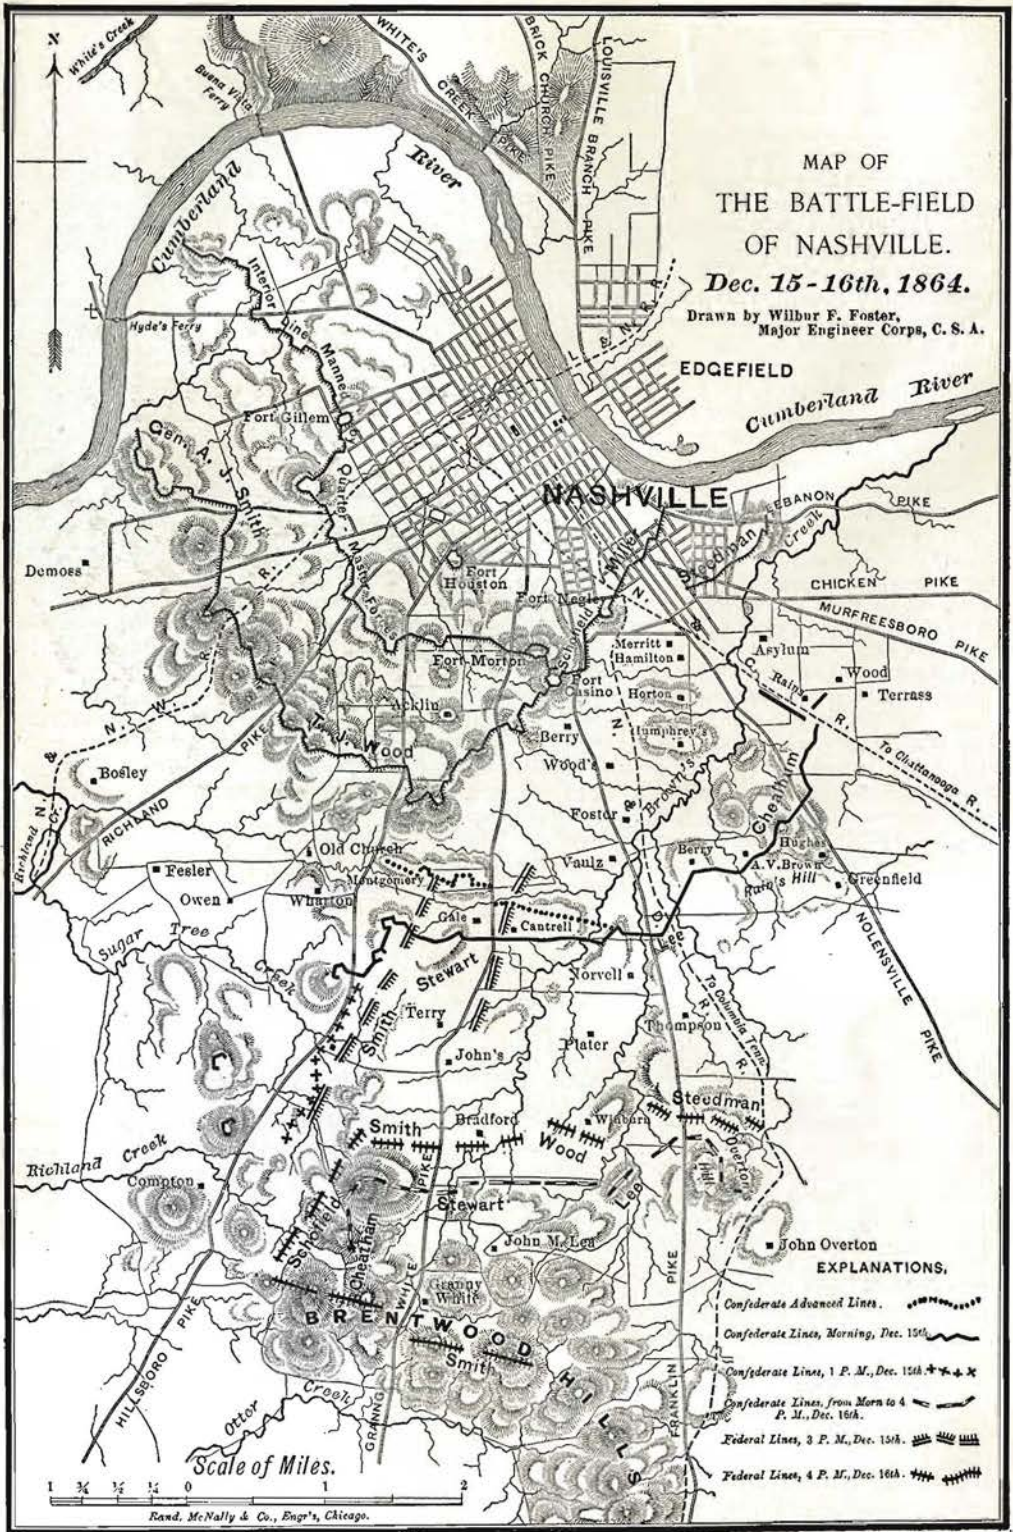 MAP OF
THE BATTLE-FIELD
OF NASHVILLE.
Dec. 15-16th, 1864.
Drawn by Wilbur F. Foster,
Major Engineer Corps, C. S. A.
N
White's Creek
Buena Vista
Ferry
WHITE'S
CREEK
PIKE
BRICK CHURCH PIKE
LOUISVILLE BRANCH PIKE
Cumberland River
Interior Line Manned
Quarter Master For
Hyde's Ferry
L. & N. R. R.
EDGEFIELD
Cumberland River
Fort Gillem
Gen. A. J. Smith
NASHVILLE
LEBANON PIKE
Miller
Steedman
Creek
Demoss
Fort
Houston
CHICKEN PIKE
Fort Negley
MURFREESBORO PIKE
Schofield
Merritt
Hamilton
Asylum
Fort Morton
Fort
Casino
Horton
Rains
Wood
Terrass
N. & C. R. R.
To Chattanooga
Acklin
T. J. Wood
Berry
Humphrey's
N. & N. W. R. R.
Wood's
Brown's
Bosley
RICHLAND PIKE
Foster
Cheatham
Richland C.
Old Church
Vaulz
Berry
Hughes
A. V. Brown
Fesler
Montgomery
Rain's Hill
Greenfield
Owen
Wharton
Gale
Cantrell
Lee
Sugar Tree Creek
Stewart
Norvell
NOLENSVILLE PIKE
Smith
Terry
Thompson
To Columbia Tenn.
R. R.
Plater
John's
Steedman
Smith
Bradford
Winburn
Wood
Overton Hill
Richland Creek
Compton
Lee
Stewart
Schofield
Cheatham
John M. Lea
John Overton
Granny
White
BRENTWOOD HILLS
Smith
HILLSBORO PIKE
Otter Creek
GRANNY WHITE PIKE
FRANKLIN PIKE
EXPLANATIONS.
Confederate Advanced Lines.
Confederate Lines, Morning, Dec. 15th.
Confederate Lines, 1 P. M., Dec. 15th.
Confederate Lines, from Morn to 4
P. M., Dec. 16th.
Federal Lines, 3 P. M., Dec. 15th.
Federal Lines, 4 P. M., Dec. 16th.
Scale of Miles.
1 ¾ ½ ¼ 0 1 2
Rand, McNally & Co., Engr's, Chicago.